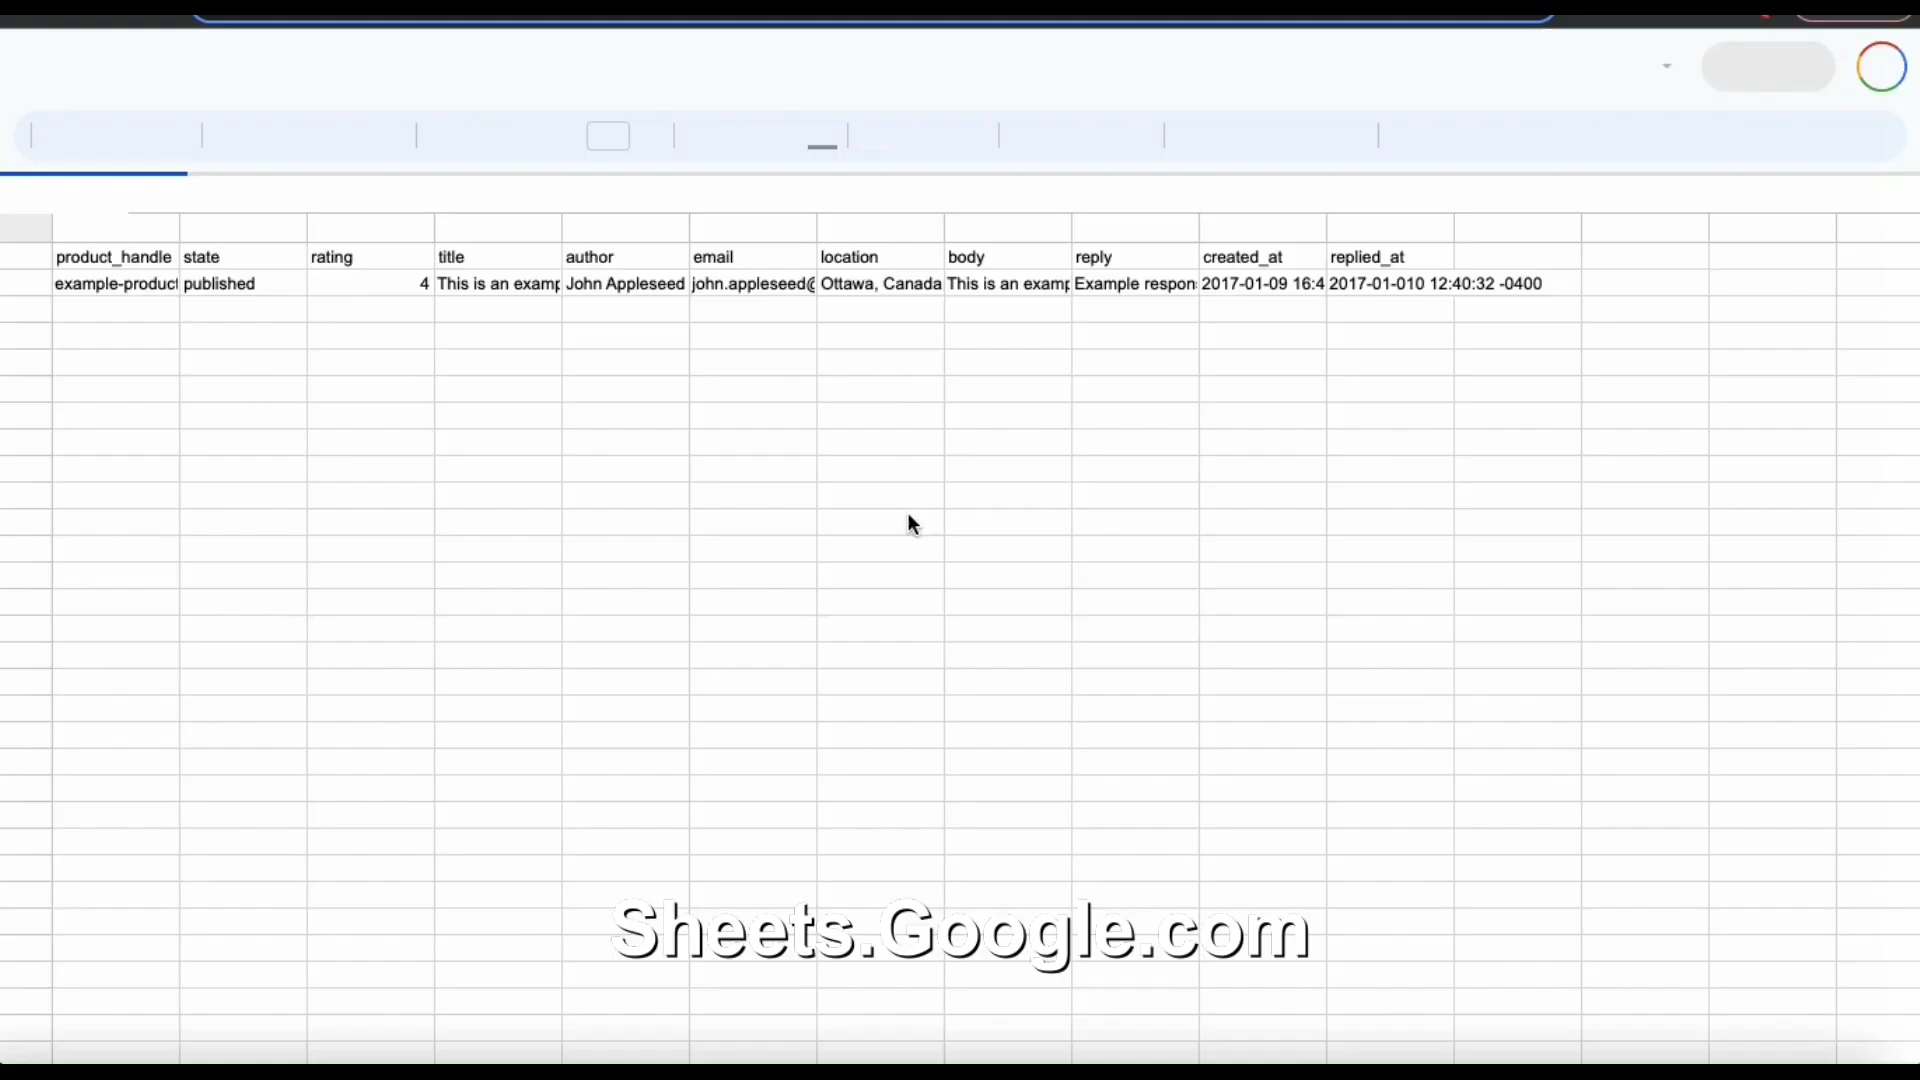 product_handle state rating title author email location body reply created_at replied_at
example-product published 4 This is an examp John Appleseed john.appleseed@ Ottawa, Canada This is an examp Example respon 2017-01-09 16:4 2017-01-010 12:40:32 -0400
Sheets.Google.com